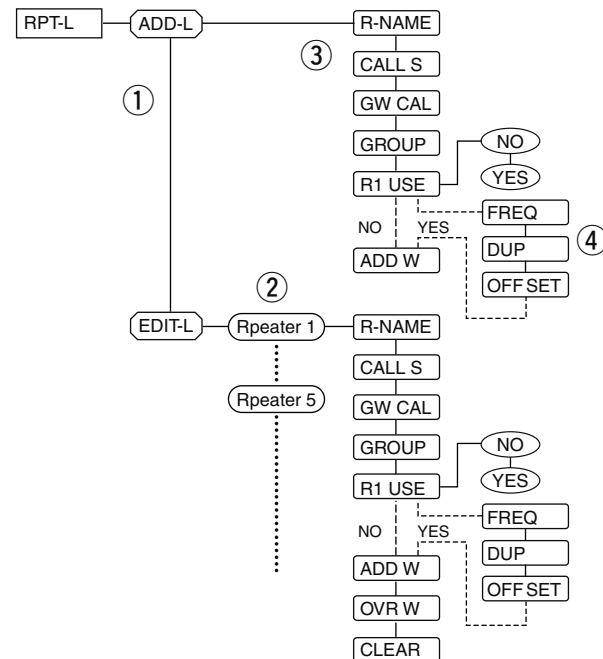 RPT-L ADD-L R-NAME
③
CALL S
①
GW CAL
GROUP NO
R1 USE YES
FREQ
NO YES ④
DUP
ADD W
OFF SET
②
EDIT-L Rpeater 1 R-NAME
CALL S
Rpeater 5 GW CAL
GROUP NO
R1 USE YES
FREQ
NO YES
DUP
ADD W
OFF SET
OVR W
CLEAR